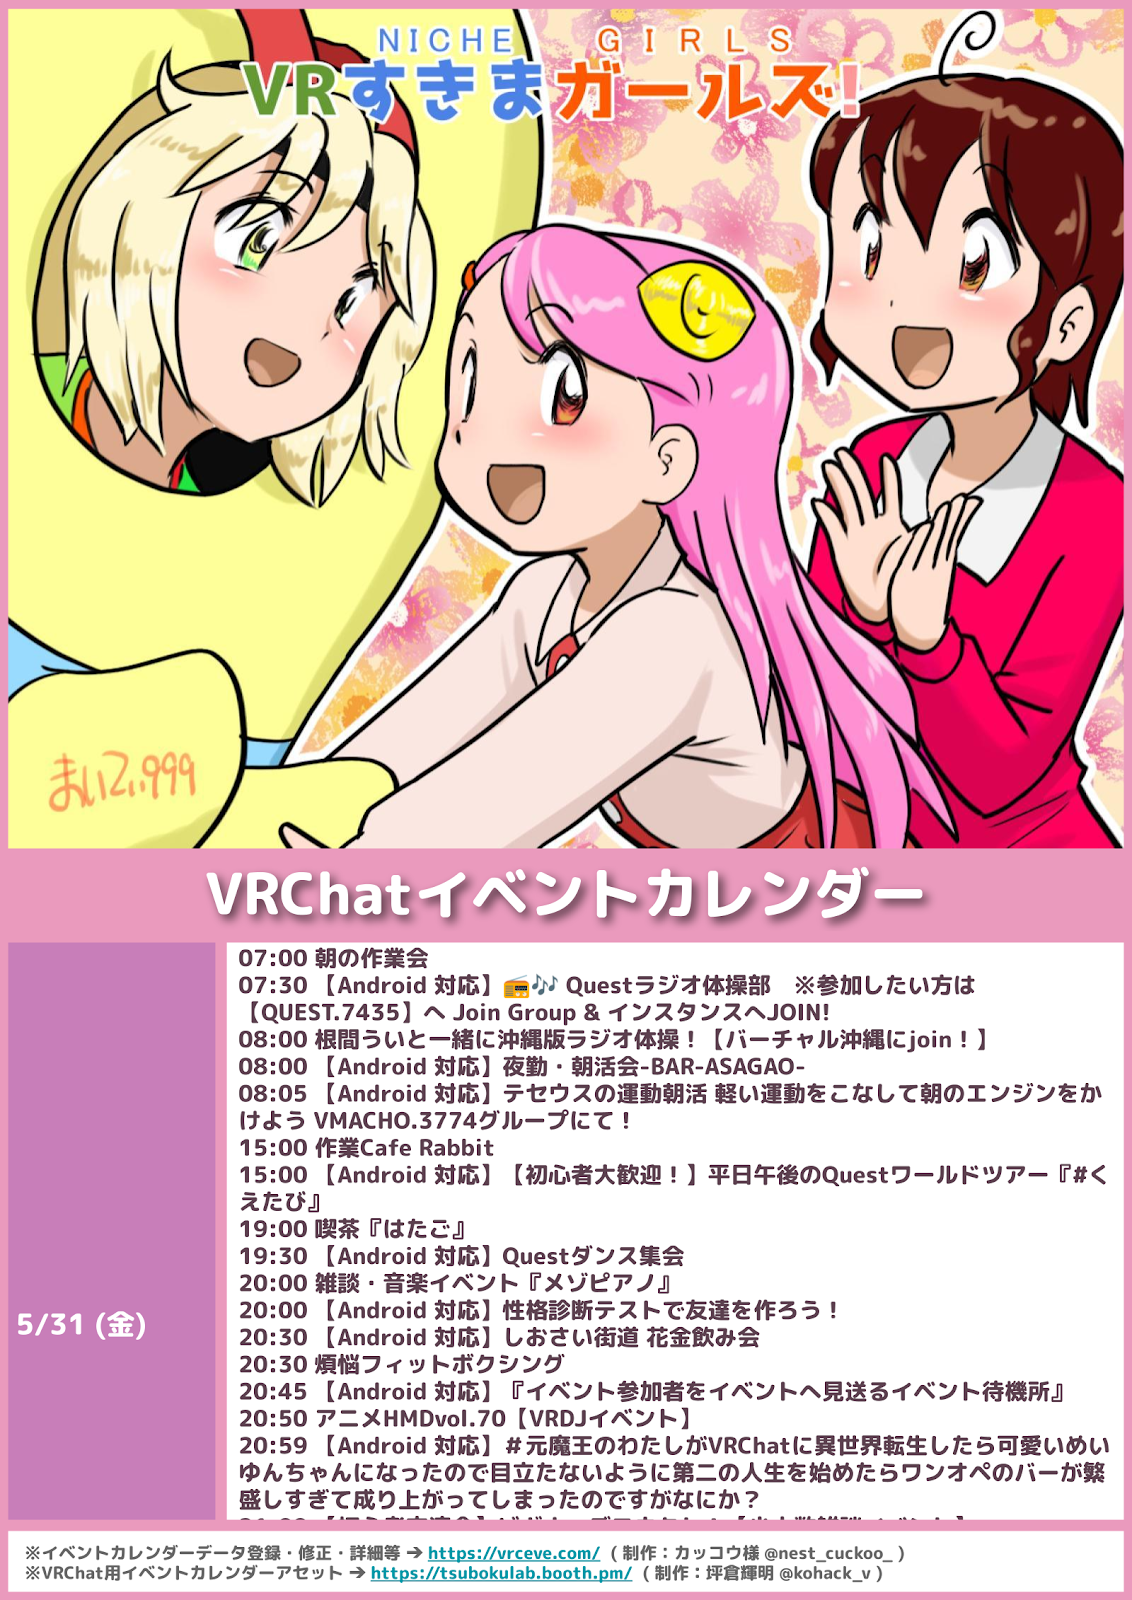 NICHE GIRLS
VRすきまガールズ!
まいてい999
VRChatイベントカレンダー
5/31 (金)
07:00 朝の作業会
07:30 【Android 対応】📻🎶 Questラジオ体操部　※参加したい方は
【QUEST.7435】へ Join Group & インスタンスへJOIN!
08:00 根間ういと一緒に沖縄版ラジオ体操！【バーチャル沖縄にjoin！】
08:00 【Android 対応】夜勤・朝活会-BAR-ASAGAO-
08:05 【Android 対応】テセウスの運動朝活 軽い運動をこなして朝のエンジンをか
けよう VMACHO.3774グループにて！
15:00 作業Cafe Rabbit
15:00 【Android 対応】【初心者大歓迎！】平日午後のQuestワールドツアー『#く
えたび』
19:00 喫茶『はたご』
19:30 【Android 対応】Questダンス集会
20:00 雑談・音楽イベント『メゾピアノ』
20:00 【Android 対応】性格診断テストで友達を作ろう！
20:30 【Android 対応】しおさい街道 花金飲み会
20:30 煩悩フィットボクシング
20:45 【Android 対応】『イベント参加者をイベントへ見送るイベント待機所』
20:50 アニメHMDvol.70【VRDJイベント】
20:59 【Android 対応】＃元魔王のわたしがVRChatに異世界転生したら可愛いめい
ゆんちゃんになったので目立たないように第二の人生を始めたらワンオペのバーが繁
盛しすぎて成り上がってしまったのですがなにか？
※イベントカレンダーデータ登録・修正・詳細等 ➔ https://vrceve.com/ ( 制作：カッコウ様 @nest_cuckoo_ )
※VRChat用イベントカレンダーアセット ➔ https://tsubokulab.booth.pm/ ( 制作：坪倉輝明 @kohack_v )